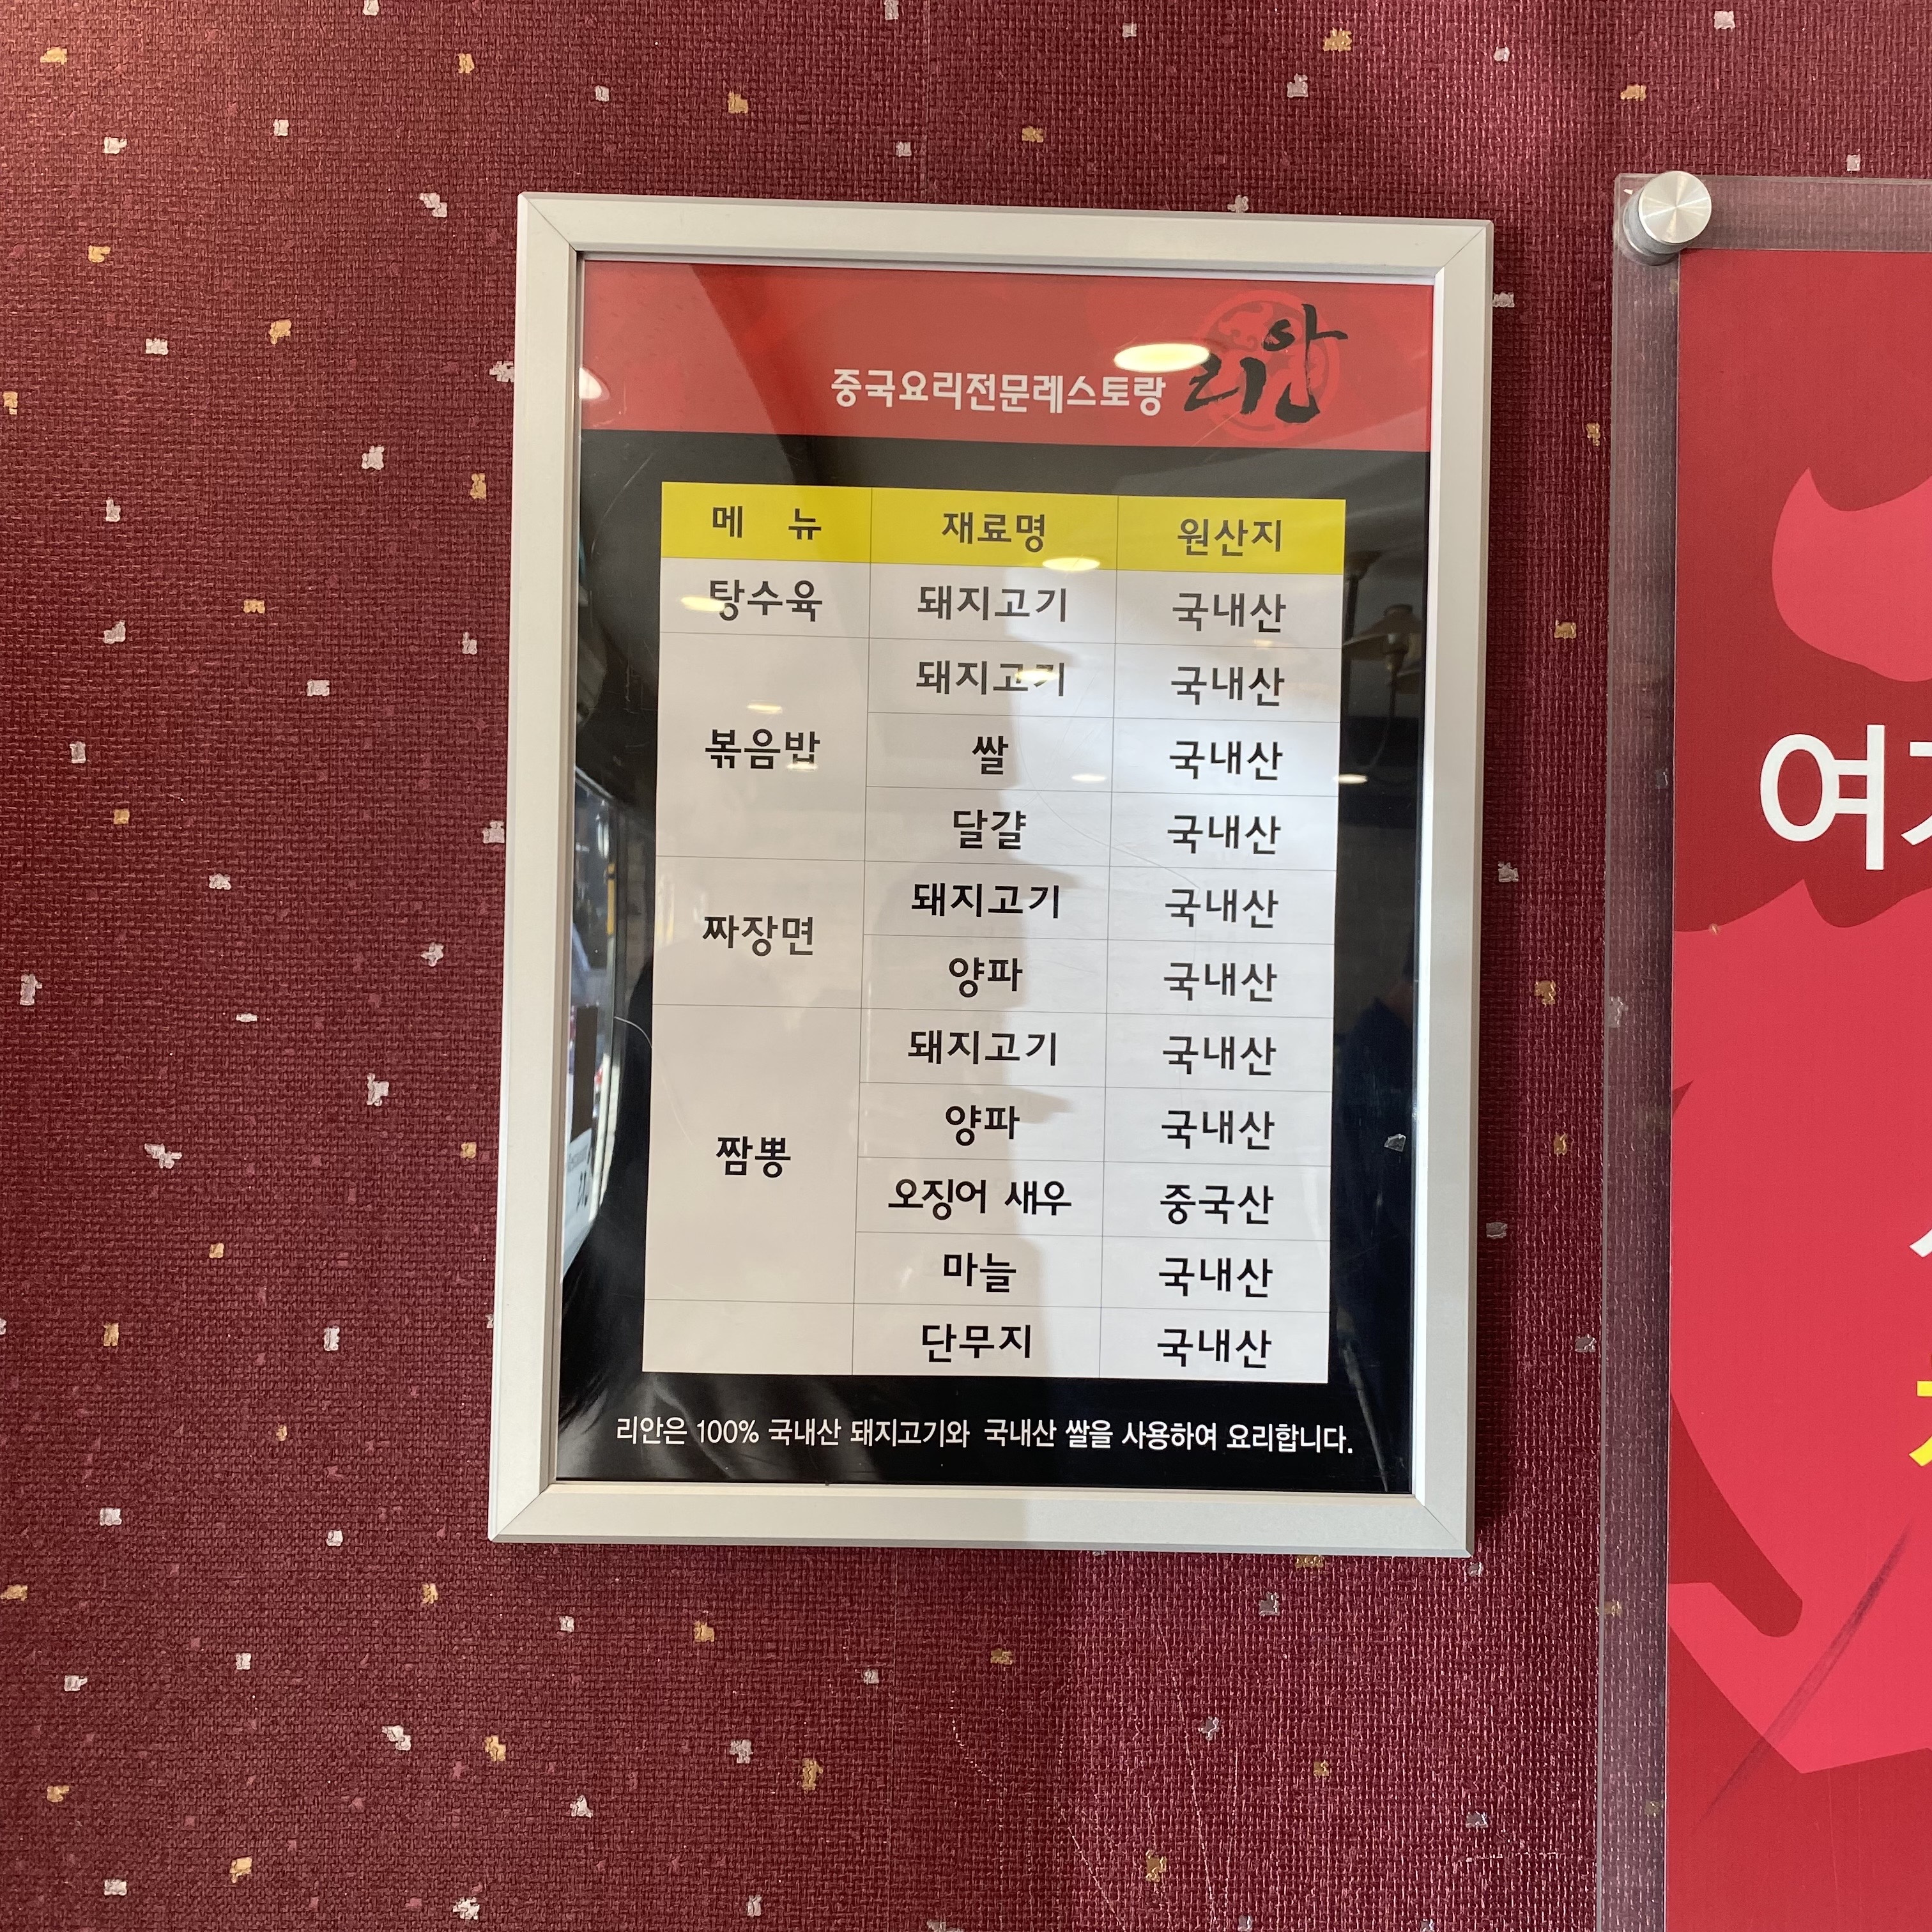 중국요리전문레스토랑 리안
메 뉴 재료명 원산지
탕수육 돼지고기 국내산
볶음밥 돼지고기 국내산
쌀 국내산
달걀 국내산
짜장면 돼지고기 국내산
양파 국내산
짬뽕 돼지고기 국내산
양파 국내산
오징어 새우 중국산
마늘 국내산
단무지 국내산
리안은 100% 국내산 돼지고기와 국내산 쌀을 사용하여 요리합니다.
여